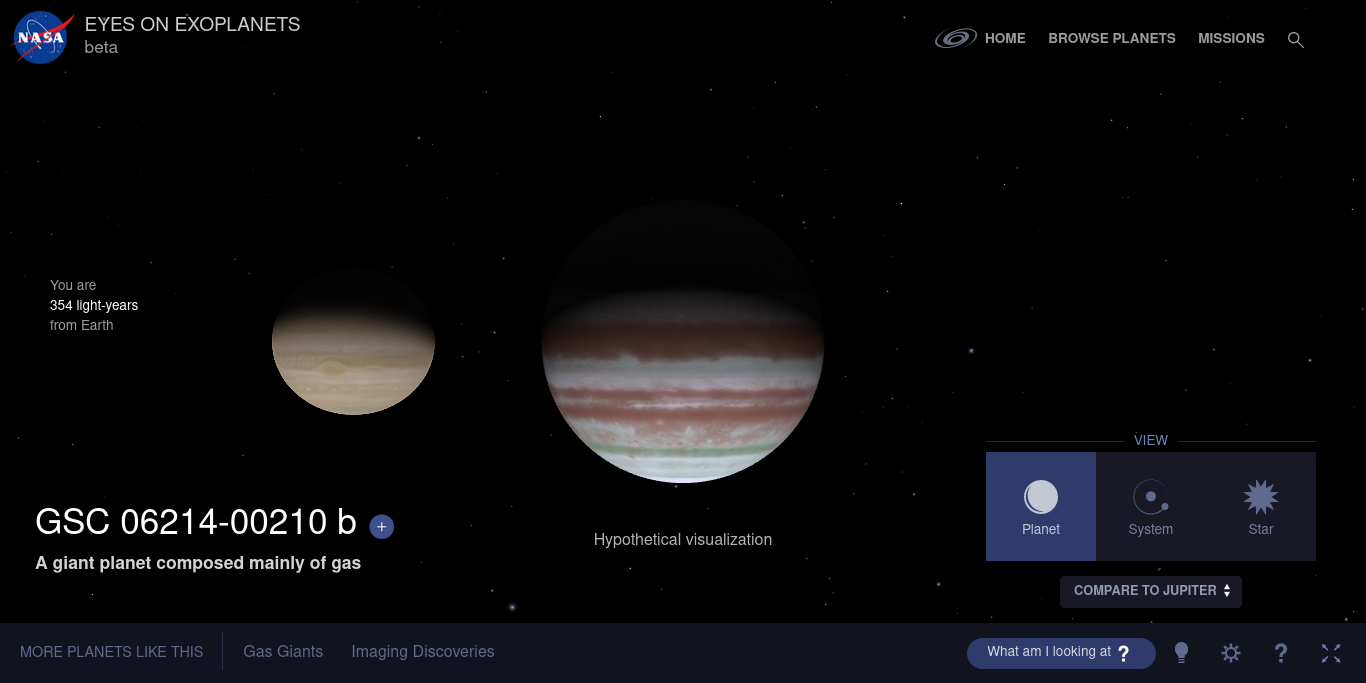 NASA
EYES ON EXOPLANETS
beta
HOME
BROWSE PLANETS
MISSIONS
You are
354 light-years
from Earth
GSC 06214-00210 b +
A giant planet composed mainly of gas
Hypothetical visualization
VIEW
Planet
System
Star
COMPARE TO JUPITER
MORE PLANETS LIKE THIS
Gas Giants
Imaging Discoveries
What am I looking at ?
?